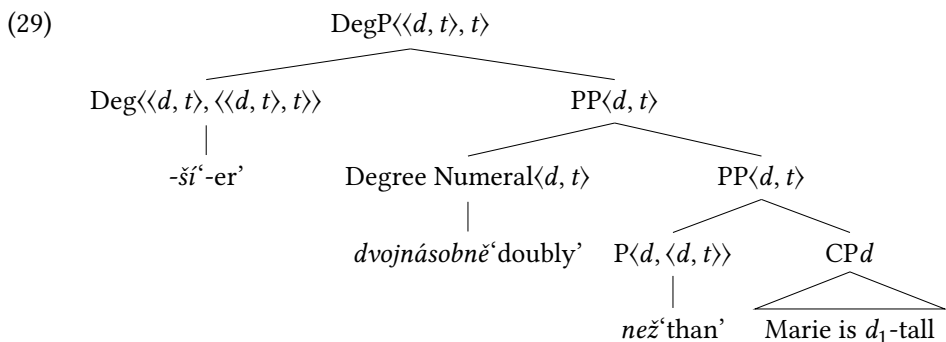 (29) DegP⟨⟨d, t⟩, t⟩
Deg⟨⟨d, t⟩, ⟨⟨d, t⟩, t⟩⟩ PP⟨d, t⟩
-ší‘-er’ Degree Numeral⟨d, t⟩ PP⟨d, t⟩
dvojnásobně‘doubly’ P⟨d, ⟨d, t⟩⟩ CPd
než‘than’ Marie is d₁-tall